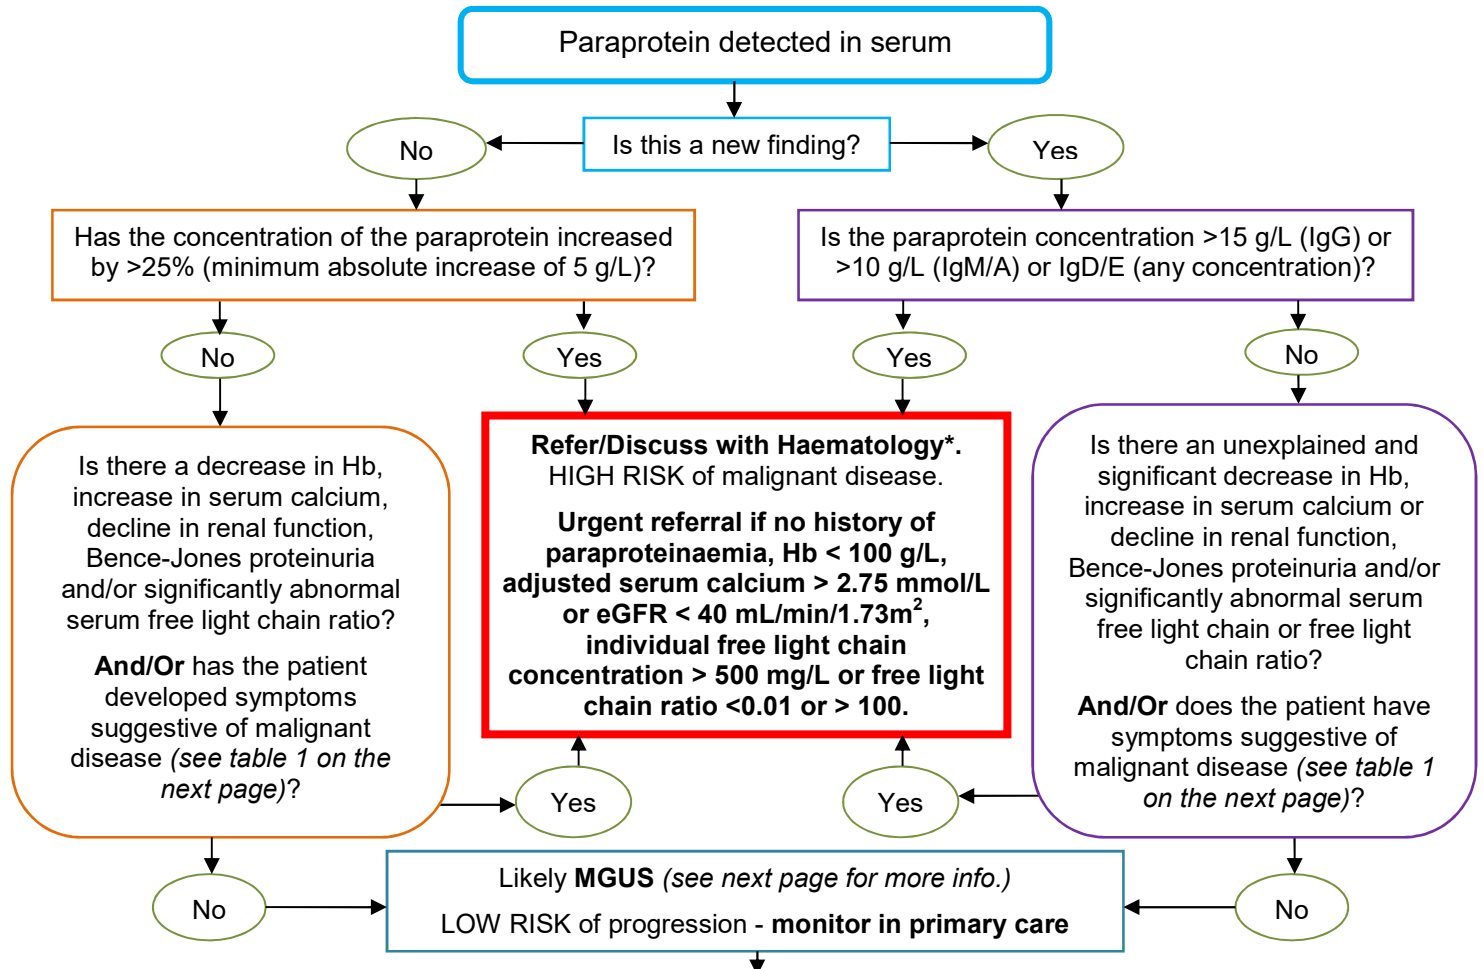 Paraprotein detected in serum
Is this a new finding?
No
Yes
Has the concentration of the paraprotein increased
by >25% (minimum absolute increase of 5 g/L)?
Is the paraprotein concentration >15 g/L (IgG) or
>10 g/L (IgM/A) or IgD/E (any concentration)?
No
Yes
Yes
No
Is there a decrease in Hb,
increase in serum calcium,
decline in renal function,
Bence-Jones proteinuria
and/or significantly abnormal
serum free light chain ratio?
And/Or has the patient
developed symptoms
suggestive of malignant
disease (see table 1 on the
next page)?
Refer/Discuss with Haematology*.
HIGH RISK of malignant disease.
Urgent referral if no history of
paraproteinaemia, Hb < 100 g/L,
adjusted serum calcium > 2.75 mmol/L
or eGFR < 40 mL/min/1.73m²,
individual free light chain
concentration > 500 mg/L or free light
chain ratio <0.01 or > 100.
Is there an unexplained and
significant decrease in Hb,
increase in serum calcium or
decline in renal function,
Bence-Jones proteinuria and/or
significantly abnormal serum
free light chain or free light
chain ratio?
And/Or does the patient have
symptoms suggestive of
malignant disease (see table 1
on the next page)?
Yes
Yes
No
Likely MGUS (see next page for more info.)
LOW RISK of progression - monitor in primary care
No